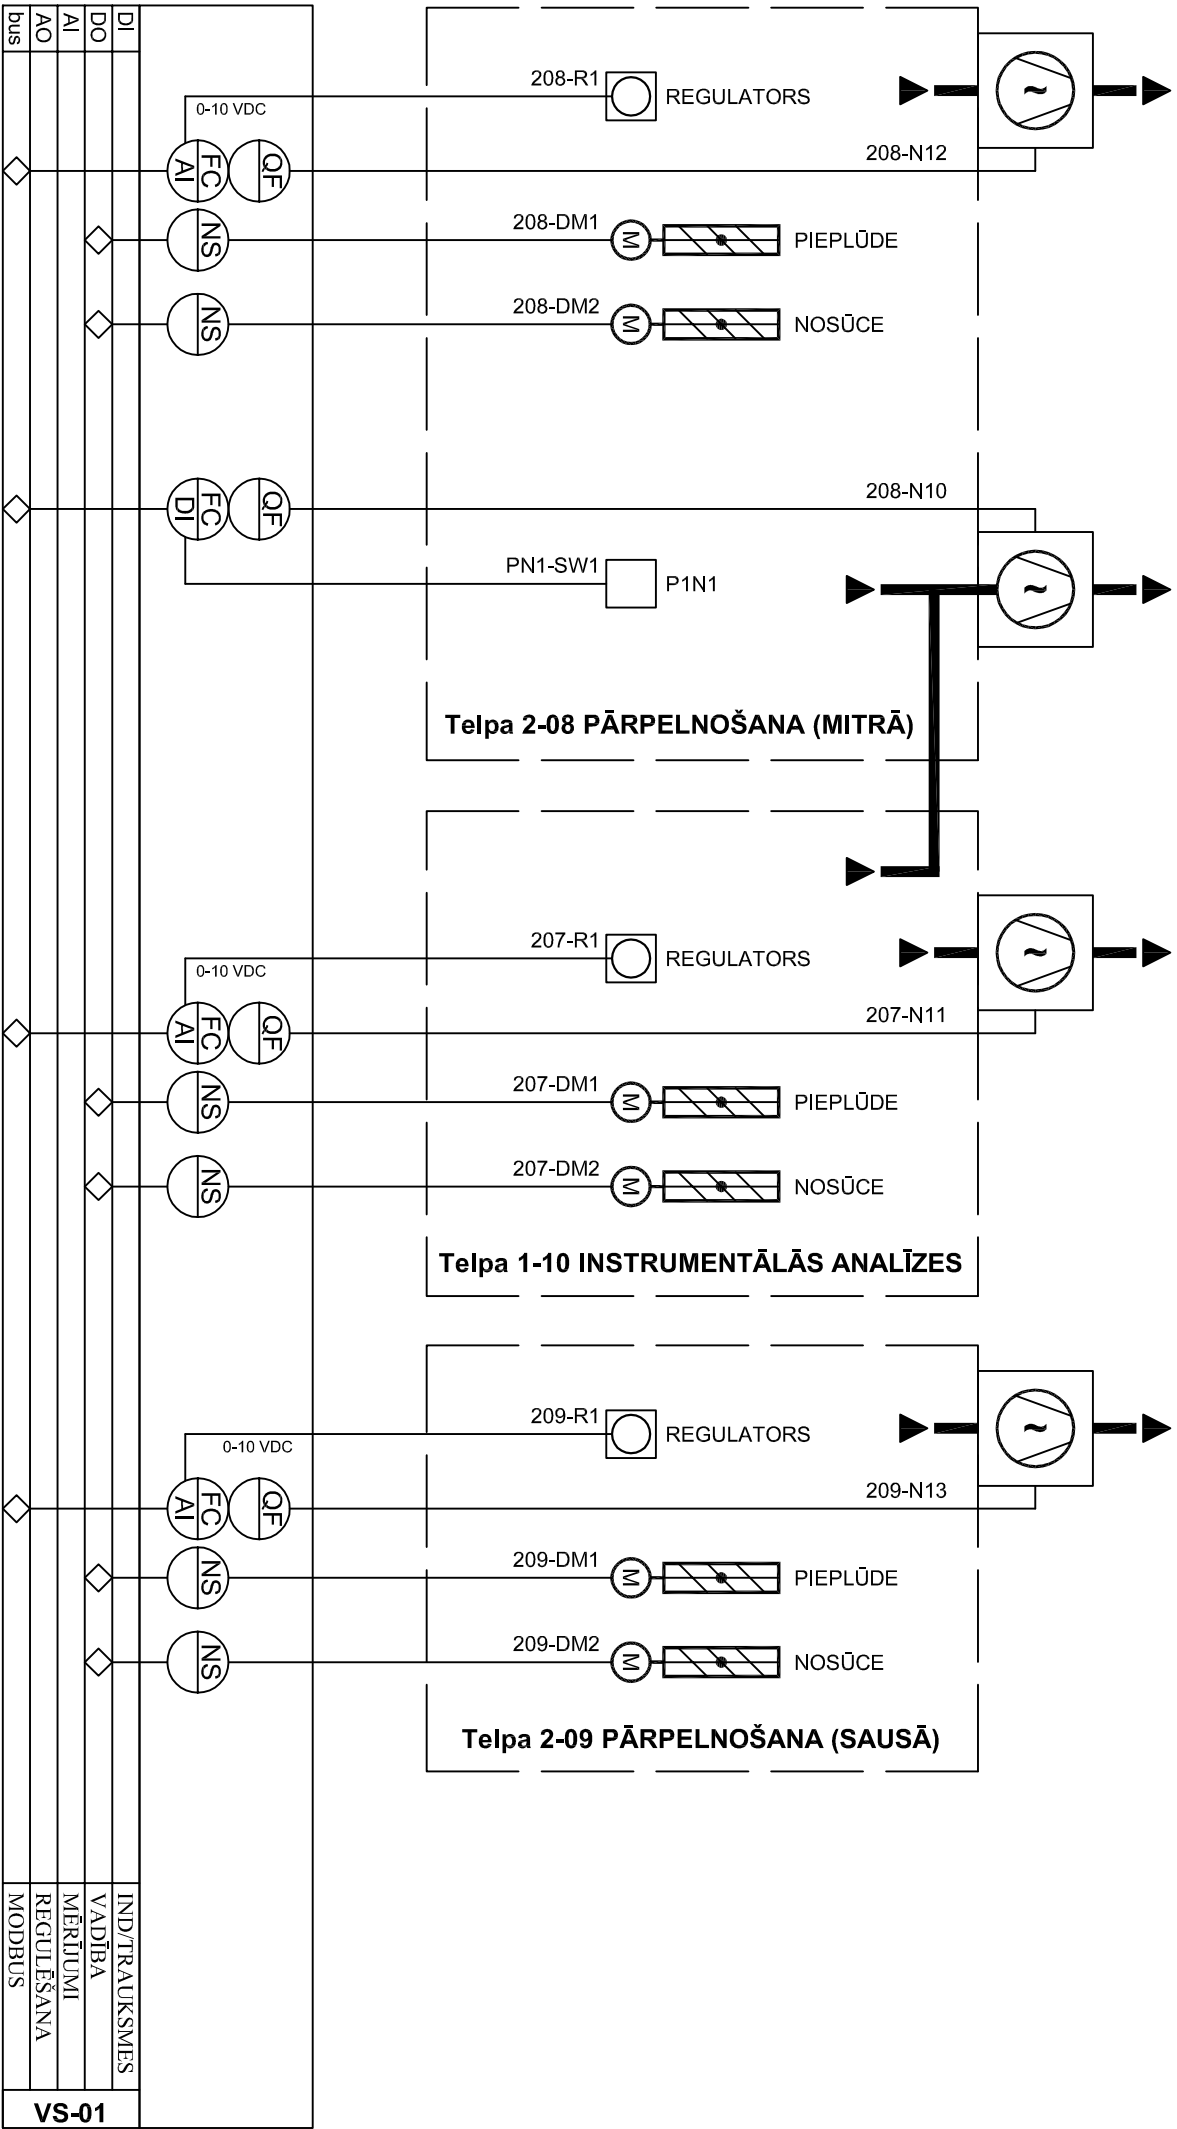 DI
DO
AI
AO
bus
208-R1
REGULATORS
0-10 VDC
208-N12
QF
FC
AI
208-DM1
NS
M
PIEPLŪDE
208-DM2
NS
M
NOSŪCE
208-N10
QF
FC
DI
PN1-SW1
P1N1
~
~
Telpa 2-08 PĀRPELNOŠANA (MITRĀ)
207-R1
REGULATORS
0-10 VDC
~
207-N11
QF
FC
AI
207-DM1
NS
M
PIEPLŪDE
207-DM2
NS
M
NOSŪCE
Telpa 1-10 INSTRUMENTĀLĀS ANALĪZES
209-R1
REGULATORS
0-10 VDC
~
209-N13
QF
FC
AI
209-DM1
NS
M
PIEPLŪDE
209-DM2
NS
M
NOSŪCE
Telpa 2-09 PĀRPELNOŠANA (SAUSĀ)
IND/TRAUKSMES
VADĪBA
MĒRĪJUMI
REGULĒŠANA
MODBUS
VS-01